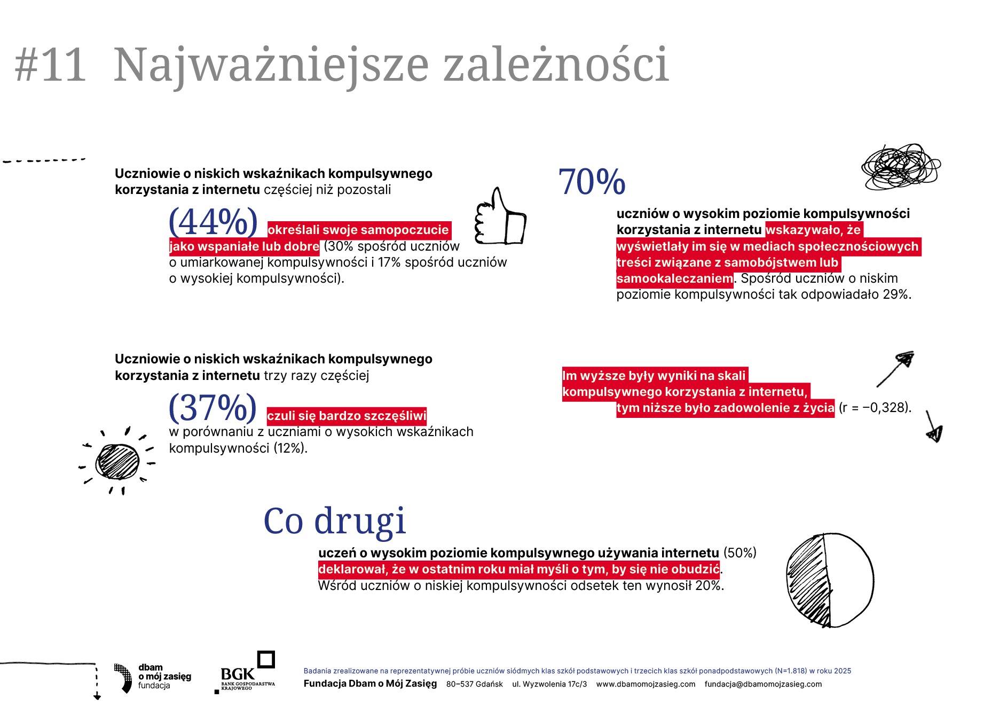 #11 Najważniejsze zależności
Uczniowie o niskich wskaźnikach kompulsywnego
korzystania z internetu częściej niż pozostali
(44%) określali swoje samopoczucie
jako wspaniałe lub dobre (30% spośród uczniów
o umiarkowanej kompulsywności i 17% spośród uczniów
o wysokiej kompulsywności).
70%
uczniów o wysokim poziomie kompulsywności
korzystania z internetu wskazywało, że
wyświetlały im się w mediach społecznościowych
treści związane z samobójstwem lub
samookaleczaniem. Spośród uczniów o niskim
poziomie kompulsywności tak odpowiadało 29%.
Uczniowie o niskich wskaźnikach kompulsywnego
korzystania z internetu trzy razy częściej
(37%) czuli się bardzo szczęśliwi
w porównaniu z uczniami o wysokich wskaźnikach
kompulsywności (12%).
Im wyższe były wyniki na skali
kompulsywnego korzystania z internetu,
tym niższe było zadowolenie z życia (r = –0,328).
Co drugi
uczeń o wysokim poziomie kompulsywnego używania internetu (50%)
deklarował, że w ostatnim roku miał myśli o tym, by się nie obudzić.
Wśród uczniów o niskiej kompulsywności odsetek ten wynosił 20%.
dbam
o mój zasięg
fundacja
BGK
BANK GOSPODARSTWA
KRAJOWEGO
Badania zrealizowane na reprezentatywnej próbie uczniów siódmych klas szkół podstawowych i trzecich klas szkół ponadpodstawowych (N=1.818) w roku 2025
Fundacja Dbam o Mój Zasięg 80–537 Gdańsk ul. Wyzwolenia 17c/3 www.dbamomojzasieg.com fundacja@dbamomojzasieg.com